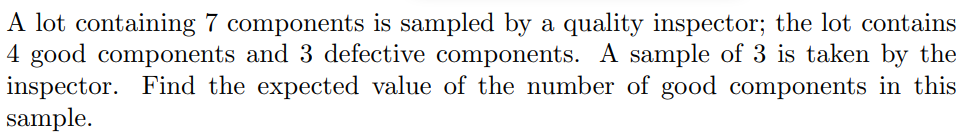 A lot containing 7 components is sampled by a quality inspector; the lot contains
4 good components and 3 defective components. A sample of 3 is taken by the
inspector. Find the expected value of the number of good components in this
sample.